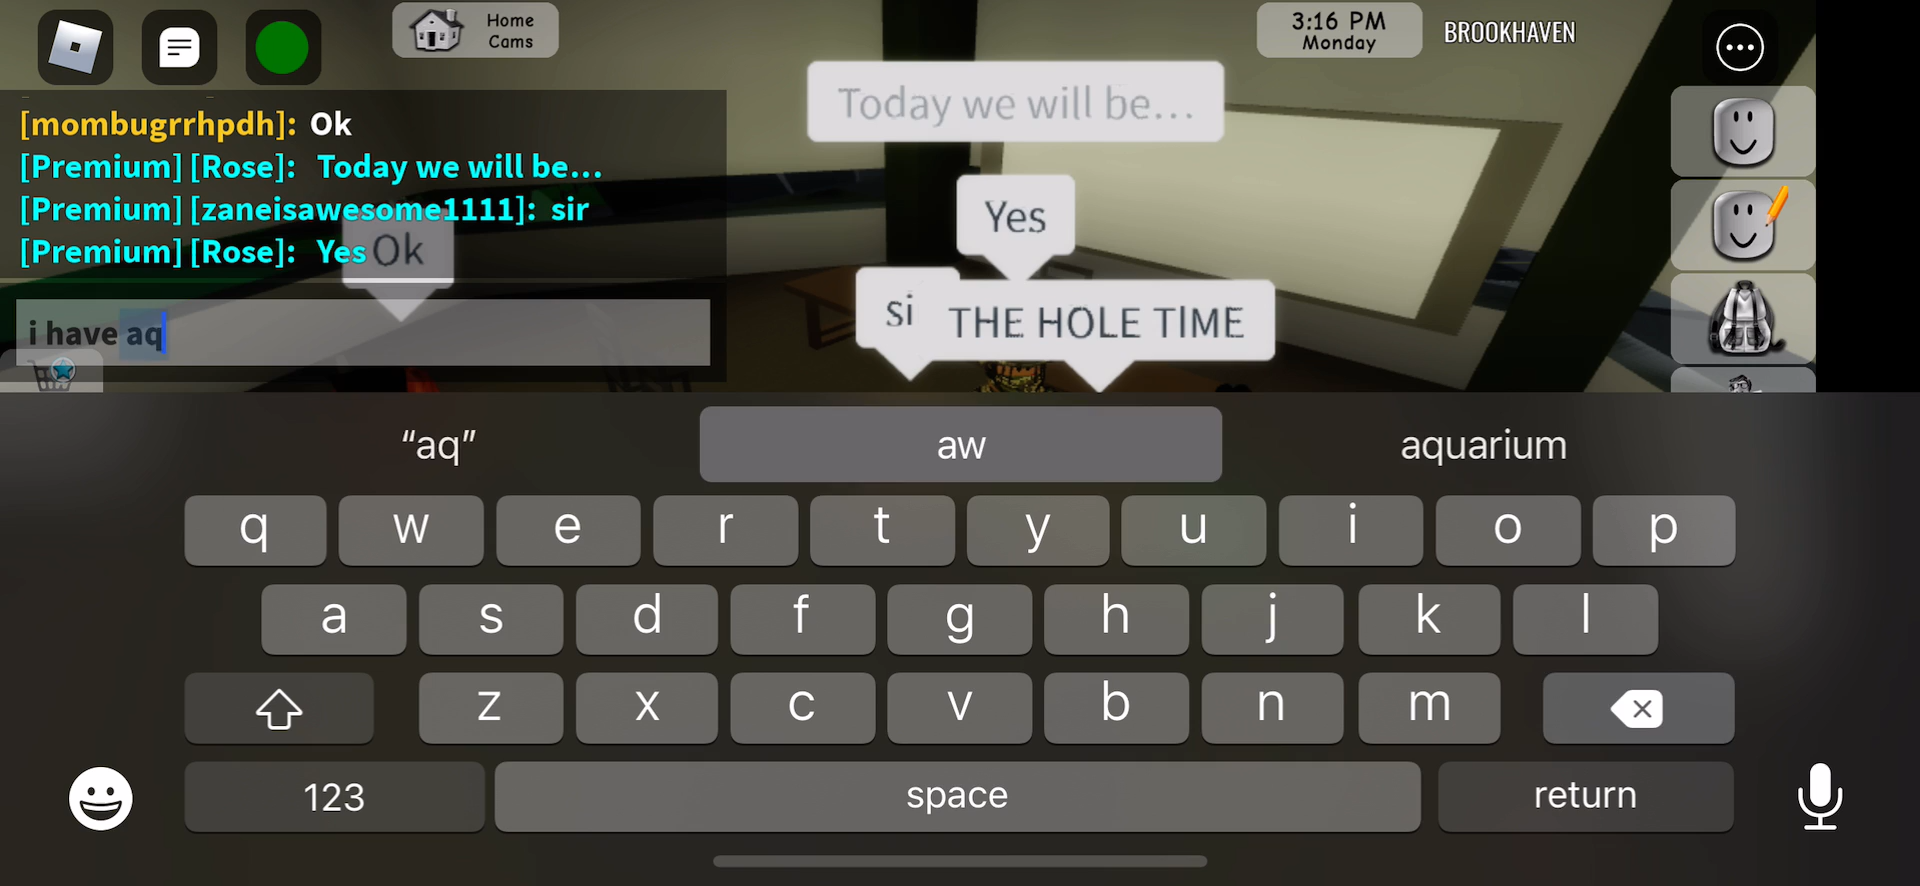 Home
Cams
3:16 PM
Monday
BROOKHAVEN
[mombugrrhpdh]: Ok
[Premium] [Rose]: Today we will be...
[Premium] [zaneisawesome1111]: sir
[Premium] [Rose]: Yes
Ok
i have aq
Today we will be...
Yes
si
THE HOLE TIME
“aq”
aw
aquarium
q w e r t y u i o p
a s d f g h j k l
z x c v b n m
123
space
return